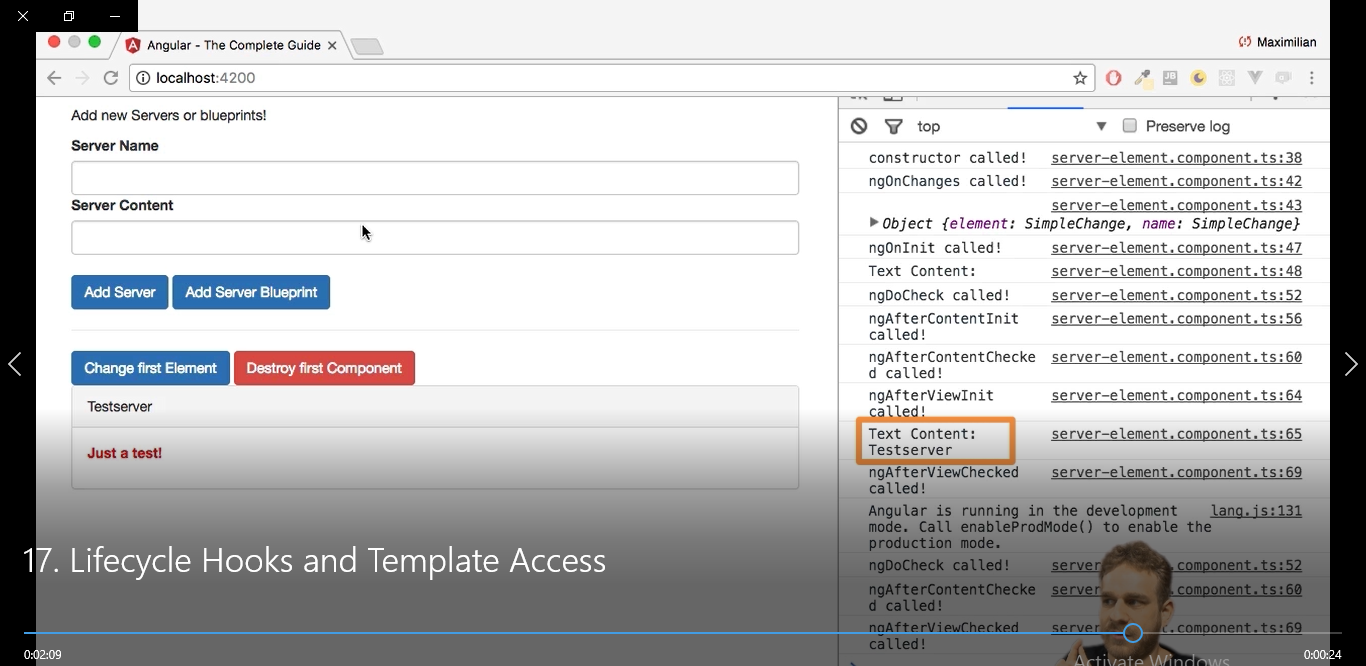 Angular - The Complete Guide
Maximilian
localhost:4200
Add new Servers or blueprints!
Server Name
Server Content
Add Server Add Server Blueprint
Change first Element Destroy first Component
Testserver
Just a test!
top Preserve log
constructor called! server-element.component.ts:38
ngOnChanges called! server-element.component.ts:42
server-element.component.ts:43
Object {element: SimpleChange, name: SimpleChange}
ngOnInit called! server-element.component.ts:47
Text Content: server-element.component.ts:48
ngDoCheck called! server-element.component.ts:52
ngAfterContentInit server-element.component.ts:56
called!
ngAfterContentChecke server-element.component.ts:60
d called!
ngAfterViewInit server-element.component.ts:64
called!
Text Content: server-element.component.ts:65
Testserver
ngAfterViewChecked server-element.component.ts:69
called!
Angular is running in the development lang.js:131
mode. Call enableProdMode() to enable the
production mode.
ngDoCheck called! server .component.ts:52
ngAfterContentChecke server .component.ts:60
d called!
ngAfterViewChecked server .component.ts:69
called!
17. Lifecycle Hooks and Template Access
0:02:09
0:00:24
Activate Windows